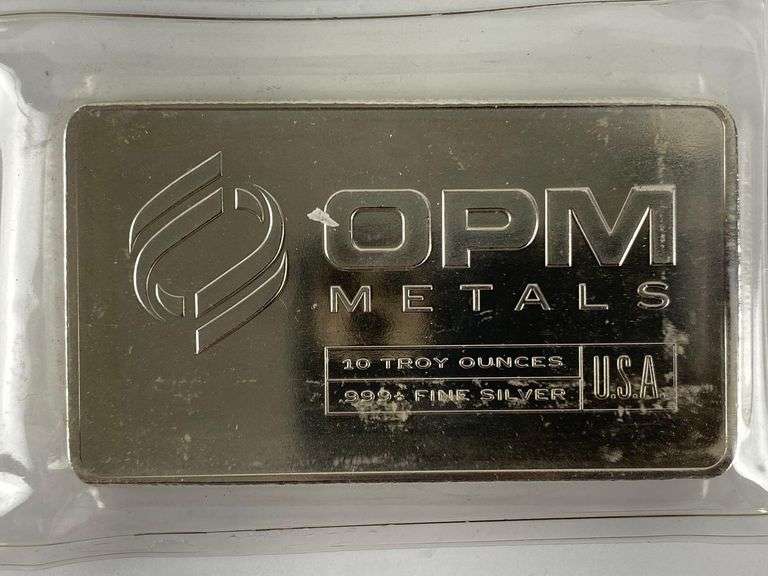 OPM
METALS
10 TROY OUNCES
.999+ FINE SILVER
U.S.A.